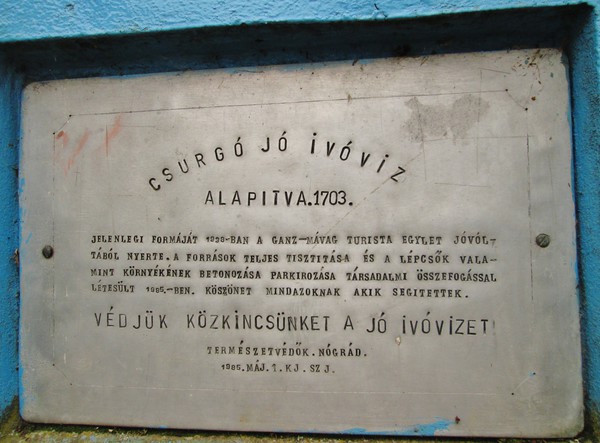 CSURGÓ JÓ IVÓVIZ
ALAPITVA.1703.
JELENLEGI FORMÁJÁT BAN A GANZ-MÁVAG TURISTA EGYLET JÓVOL-
TÁBÓL NYERTE. A FORRÁSOK TELJES TISZTITÁSA ÉS A LÉPCSŐK VALA-
MINT KÖRNYÉKÉNEK BETONOZÁSA PARKIROZÁSA TÁRSADALMI ÖSSZEFOGÁSSAL
LÉTESÜLT 1985.-BEN. KÖSZÖNET MINDAZOKNAK AKIK SEGITETTEK.
VÉDJÜK KÖZKINCSÜNKET A JÓ IVÓVIZET!
TERMÉSZETVÉDŐK. NÓGRÁD.
1985. MÁJ. 1. KJ. SZ J.